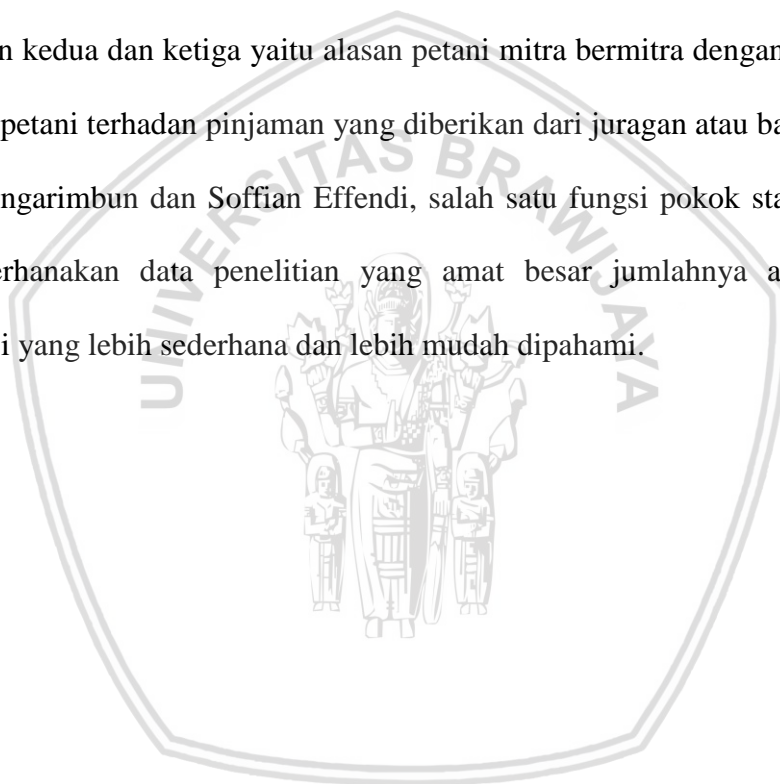 n kedua dan ketiga yaitu alasan petani mitra bermitra dengan
petani terhadan pinjaman yang diberikan dari juragan atau ba
ngarimbun dan Soffian Effendi, salah satu fungsi pokok sta
erhanakan data penelitian yang amat besar jumlahnya a
i yang lebih sederhana dan lebih mudah dipahami.
UNIVERSITAS BRAWIJAYA